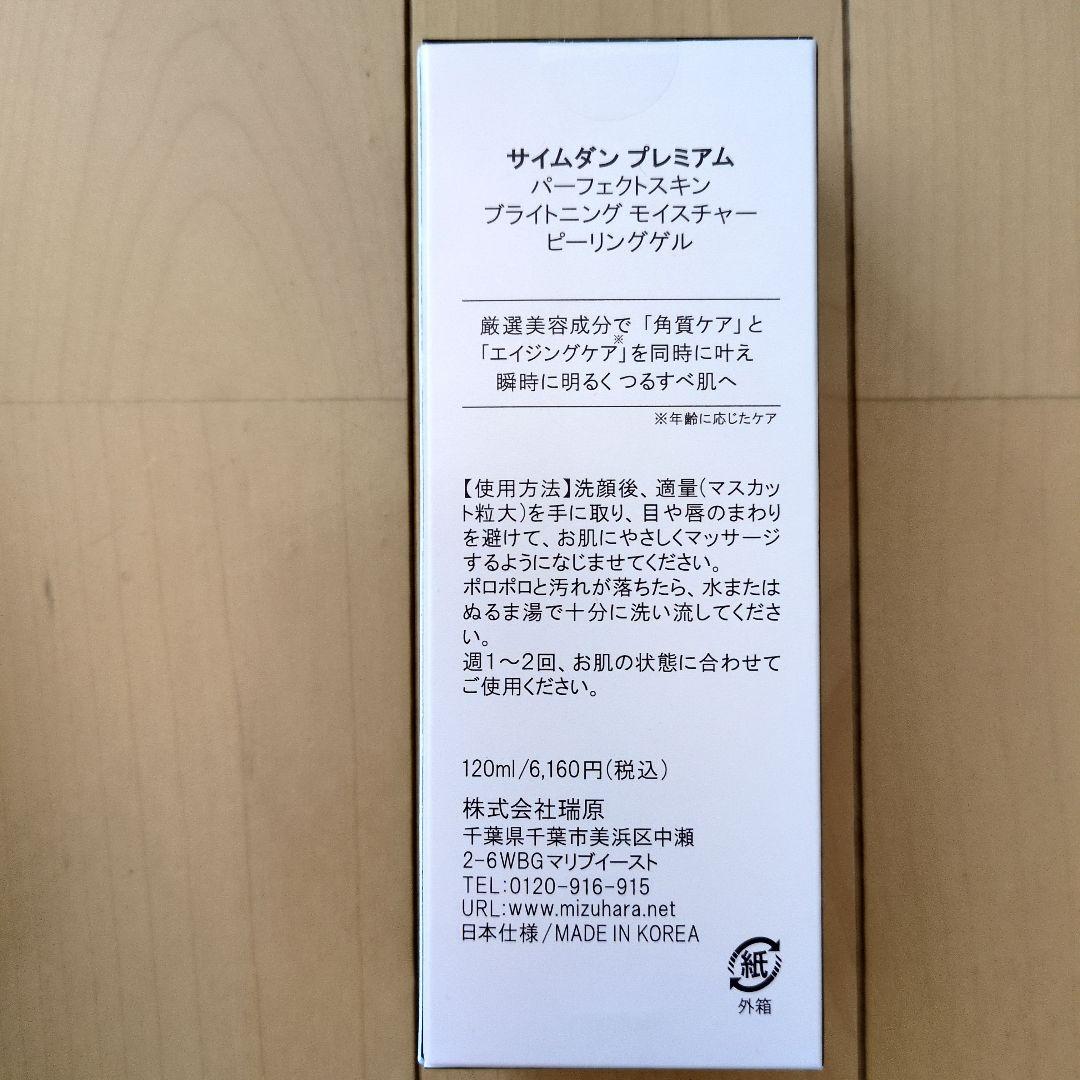 サイムダン プレミアム
パーフェクトスキン
ブライトニング モイスチャー
ピーリングゲル
厳選美容成分で「角質ケア」と
「エイジングケア※」を同時に叶え
瞬時に明るく つるすべ肌へ
※年齢に応じたケア
【使用方法】洗顔後、適量(マスカッ
ト粒大)を手に取り、目や唇のまわり
を避けて、お肌にやさしくマッサージ
するようになじませてください。
ポロポロと汚れが落ちたら、水または
ぬるま湯で十分に洗い流してくださ
い。
週1〜2回、お肌の状態に合わせて
ご使用ください。
120ml/6,160円(税込)
株式会社瑞原
千葉県千葉市美浜区中瀬
2-6WBGマリブイースト
TEL:0120-916-915
URL:www.mizuhara.net
日本仕様/MADE IN KOREA
紙
外箱